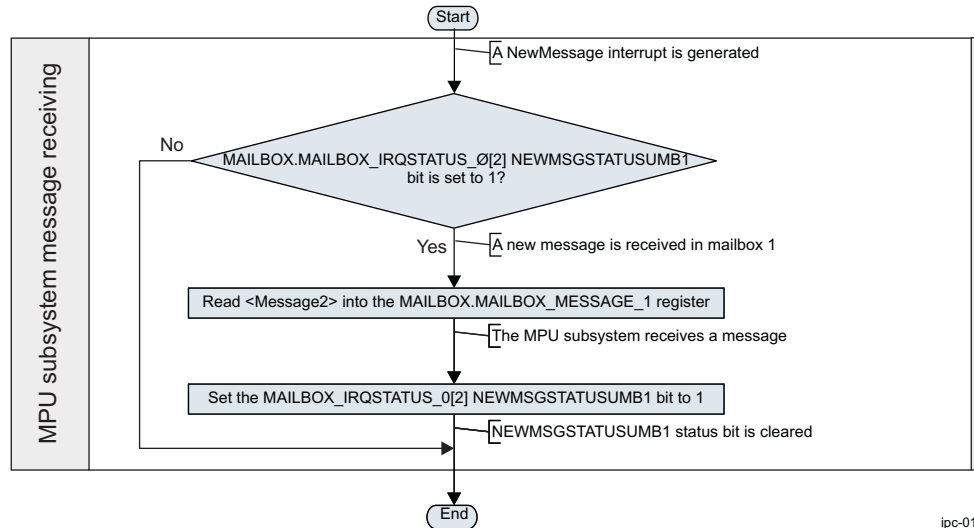 Start
A NewMessage interrupt is generated
MPU subsystem message receiving
No
MAILBOX.MAILBOX_IRQSTATUS_Ø[2] NEWMSGSTATUSUMB1
bit is set to 1?
Yes
A new message is received in mailbox 1
Read <Message2> into the MAILBOX.MAILBOX_MESSAGE_1 register
The MPU subsystem receives a message
Set the MAILBOX_IRQSTATUS_0[2] NEWMSGSTATUSUMB1 bit to 1
NEWMSGSTATUSUMB1 status bit is cleared
End
ipc-01